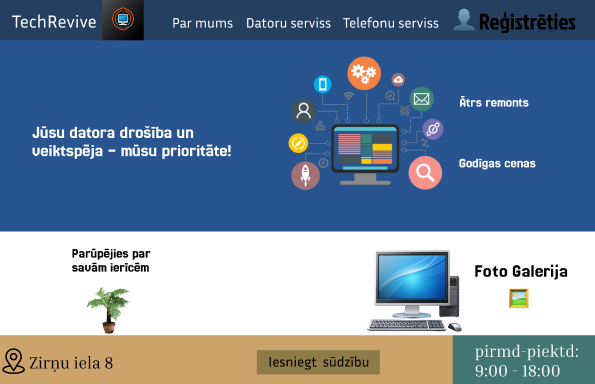 TechRevive
Par mums
Datoru serviss
Telefonu serviss
Reģistrēties
Jūsu datora drošība un
veiktspēja – mūsu prioritāte!
Ātrs remonts
Godīgas cenas
Parūpējies par
savām ierīcēm
Foto Galerija
Zirņu iela 8
Iesniegt sūdzību
pirmd-piektd:
9:00 - 18:00